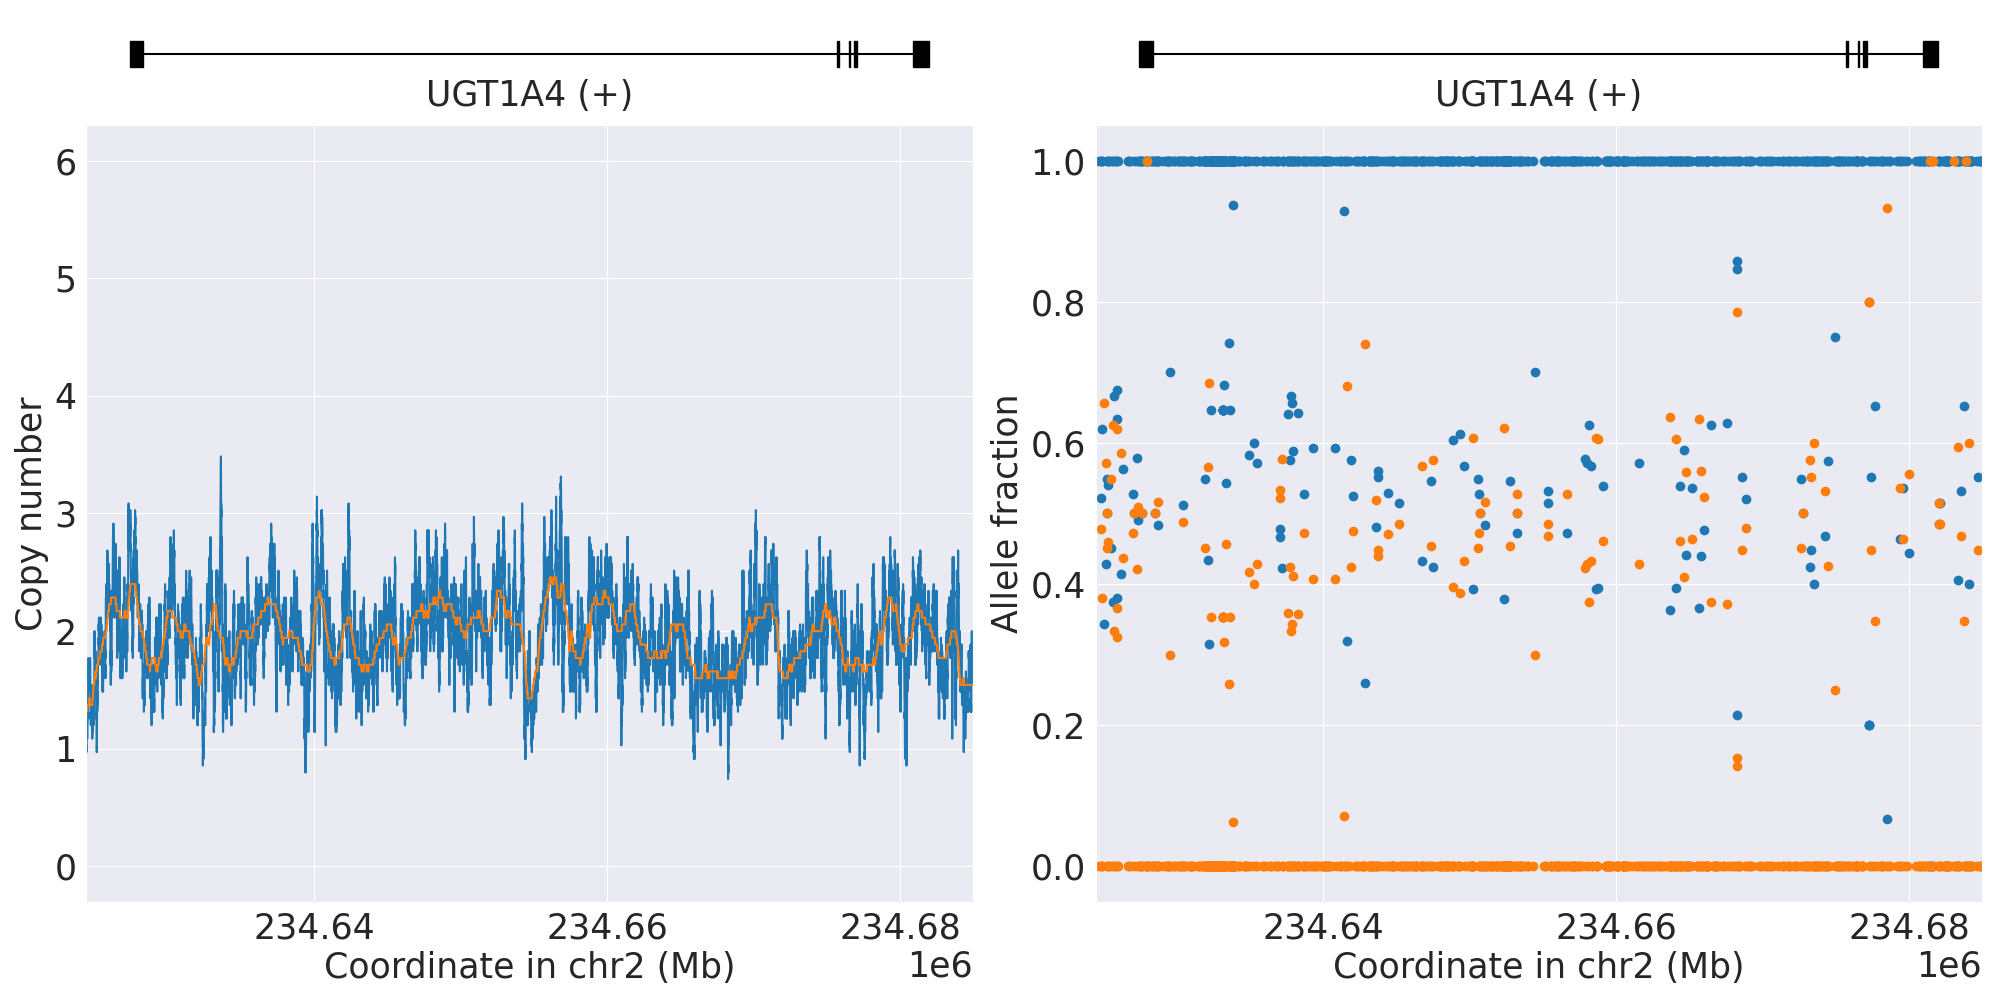 UGT1A4 (+)
6
5
4
3
2
1
0
Copy number
234.64 234.66 234.68
1e6
Coordinate in chr2 (Mb)
UGT1A4 (+)
1.0
0.8
0.6
0.4
0.2
0.0
Allele fraction
234.64 234.66 234.68
1e6
Coordinate in chr2 (Mb)